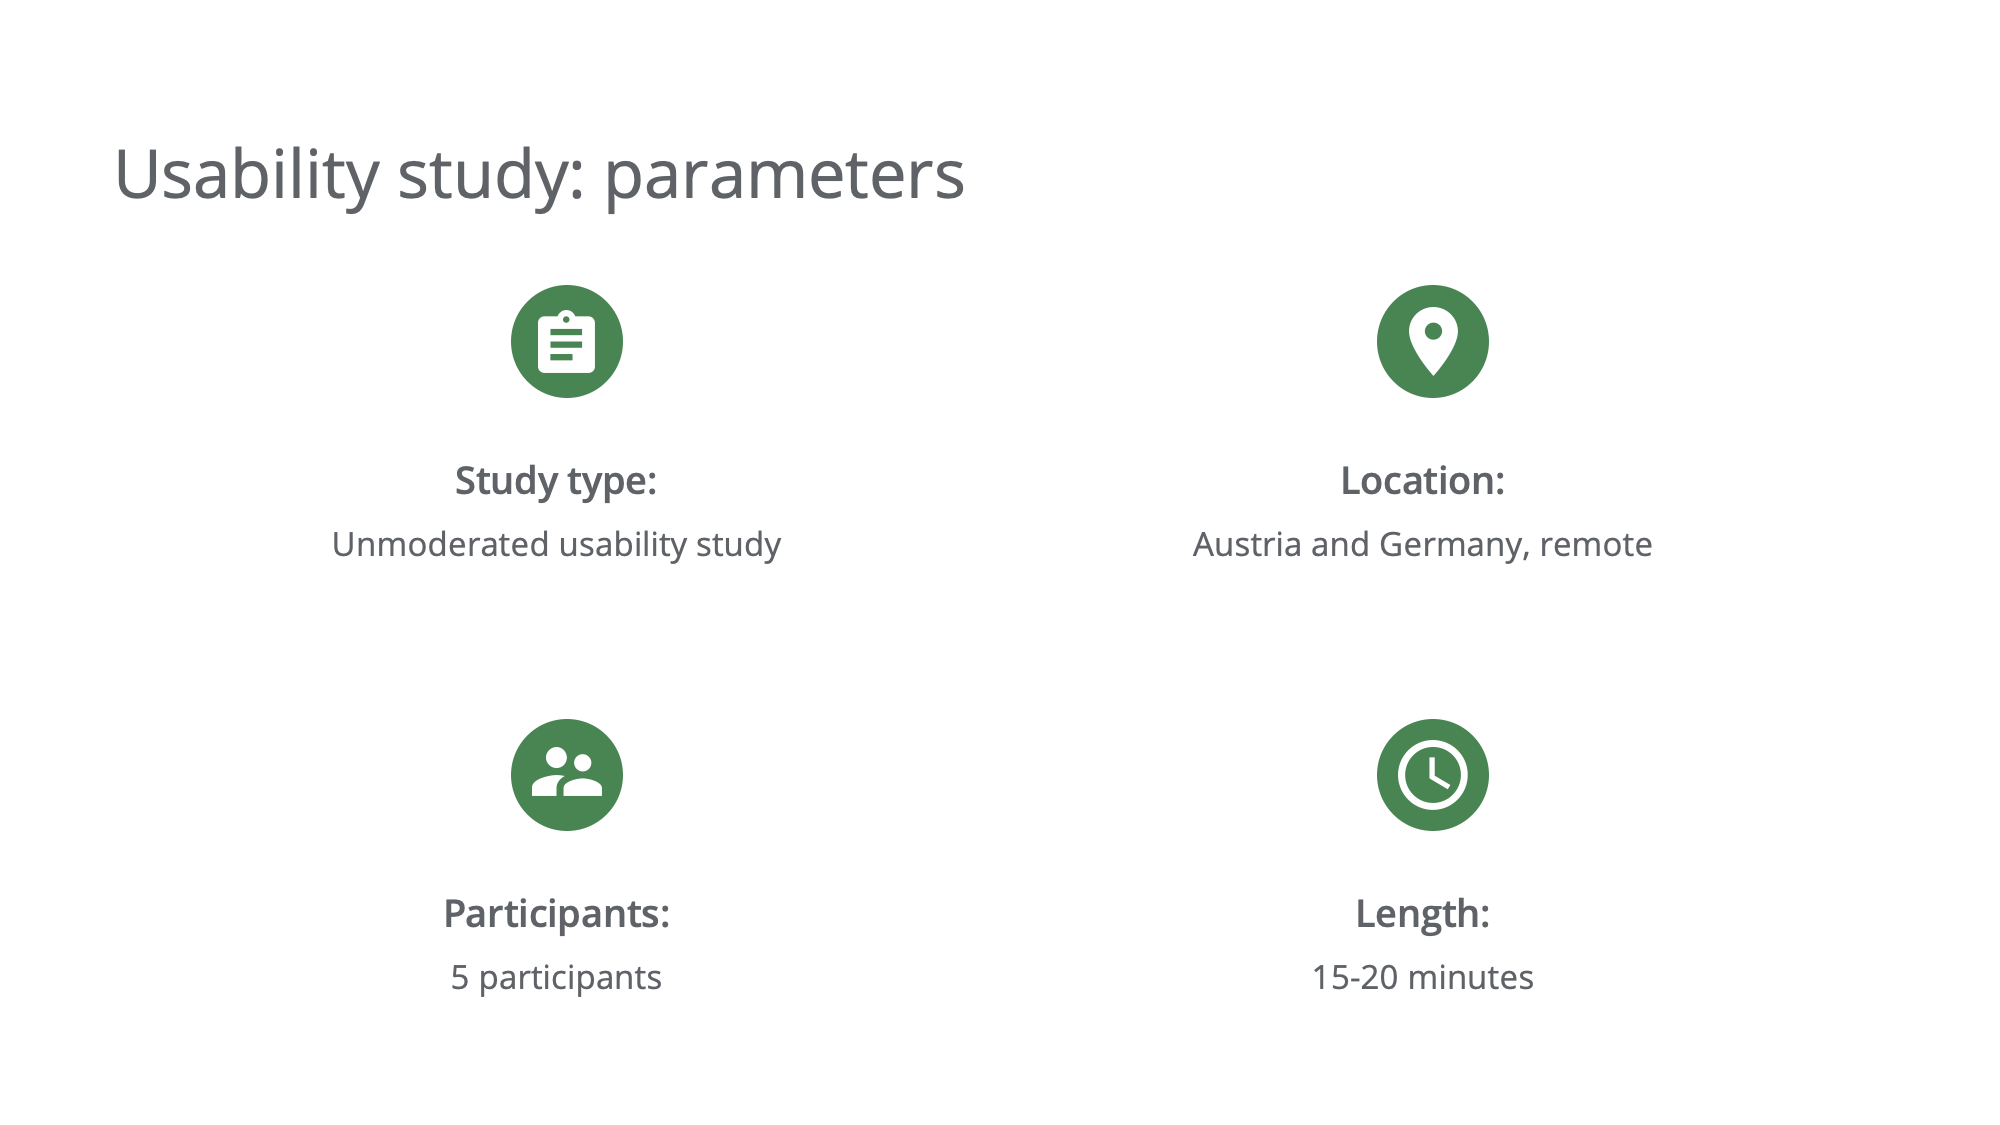 Usability study: parameters
Study type:
Unmoderated usability study
Location:
Austria and Germany, remote
Participants:
5 participants
Length:
15-20 minutes